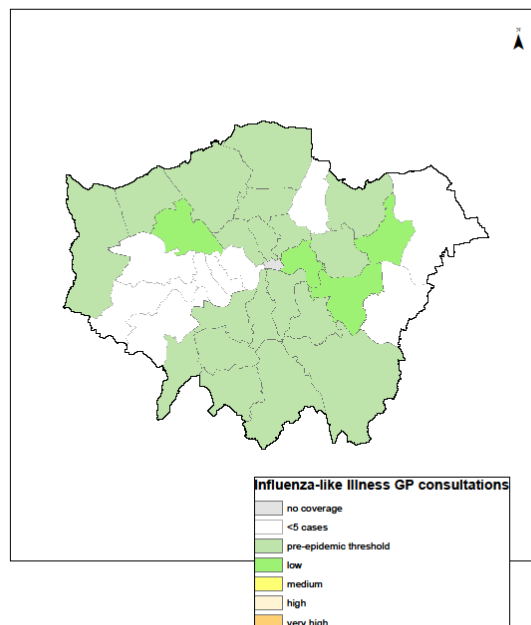 N
Influenza-like Illness GP consultations
no coverage
<5 cases
pre-epidemic threshold
low
medium
high
very high